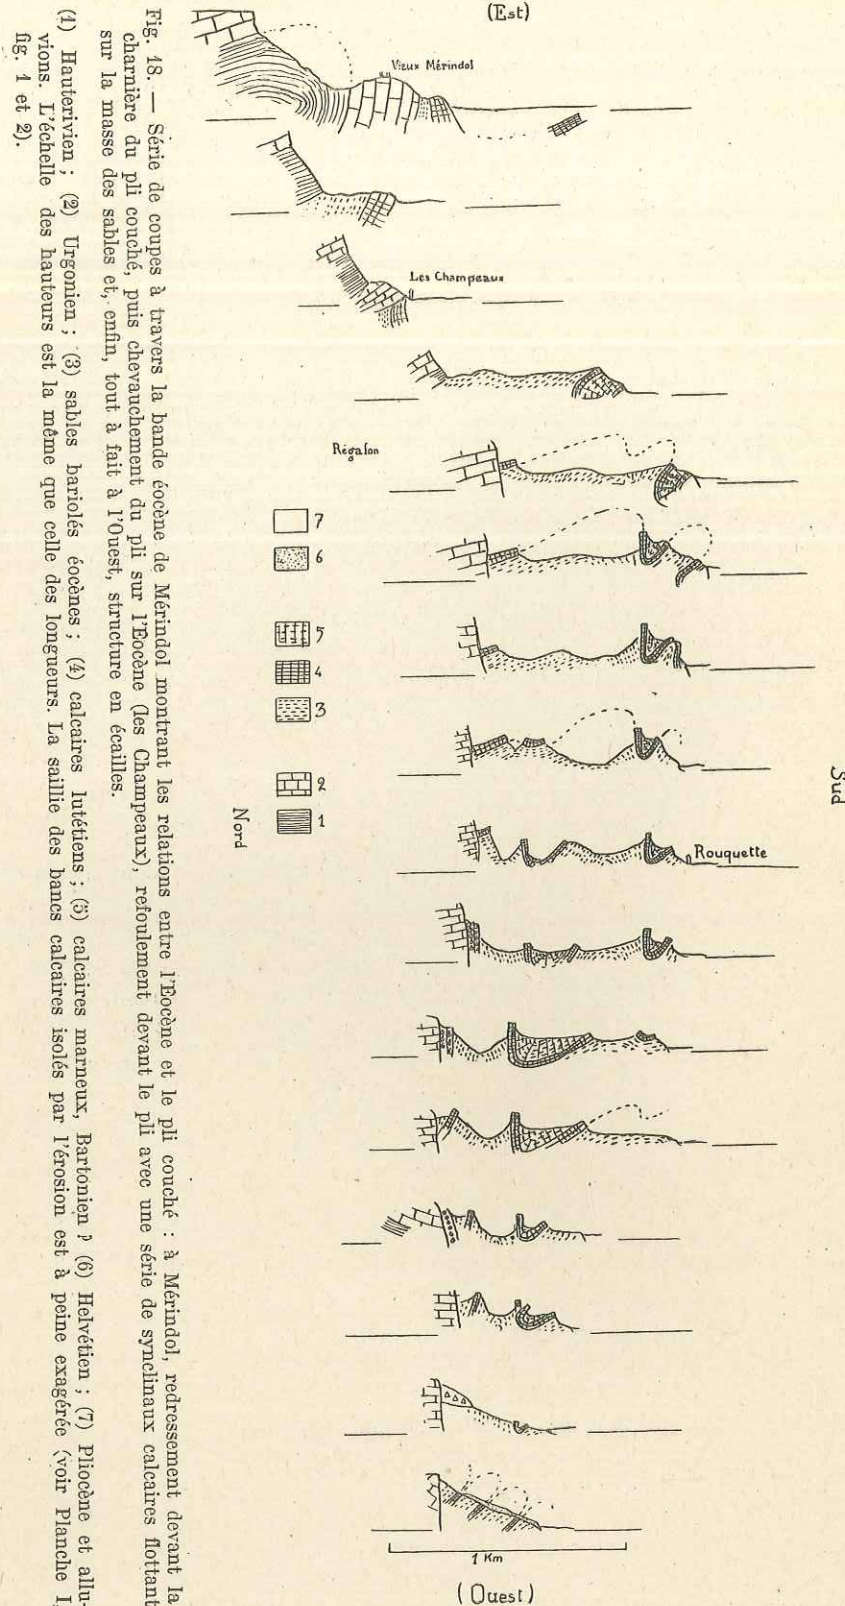 (Est)
Vieux Mérindol
Les Champeaux
Régalon
7
6
5
4
3
2
1
Nord
Sud
Rouquette
1 Km
(Ouest)
Fig. 18. — Série de coupes à travers la bande éocène de Mérindol montrant les relations entre l'Eocène et le pli couché : à Mérindol, redressement devant la
charnière du pli couché, puis chevauchement du pli sur l'Eocène (les Champeaux), refoulement devant le pli avec une série de synclinaux calcaires flottant
sur la masse des sables et, enfin, tout à fait à l'Ouest, structure en écailles.
(1) Hauterivien ; (2) Urgonien ; (3) sables bariolés éocènes ; (4) calcaires lutétiens ; (5) calcaires marneux, Bartonien ? (6) Helvétien ; (7) Pliocène et allu-
vions. L'échelle des hauteurs est la même que celle des longueurs. La saillie des bancs calcaires isolés par l'érosion est à peine exagérée (voir Planche I,
fig. 1 et 2).